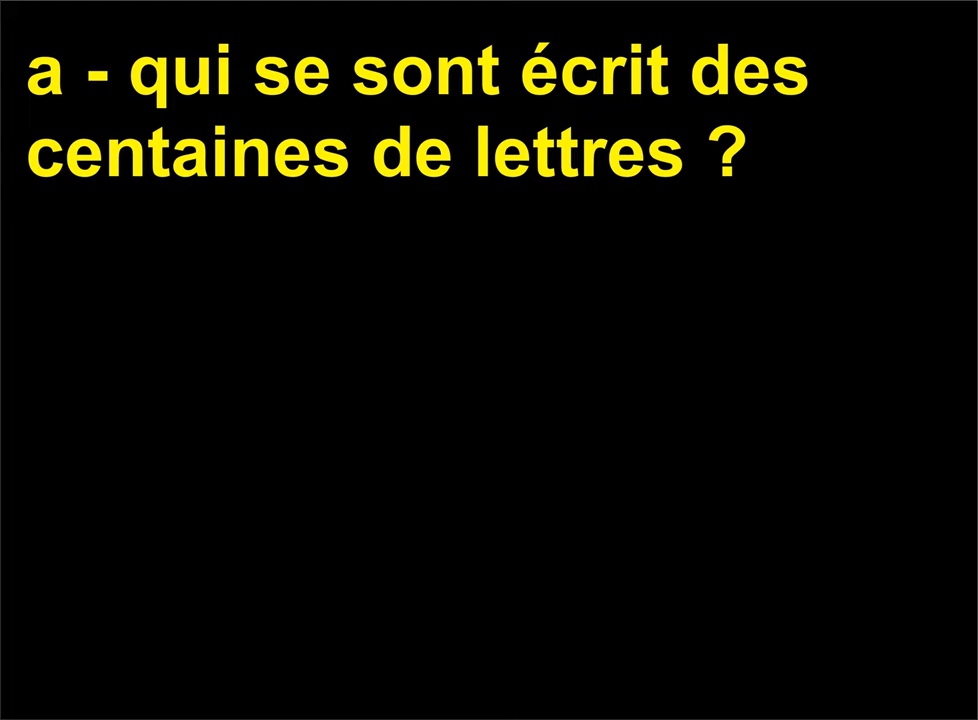 a - qui se sont écrit des
centaines de lettres ?